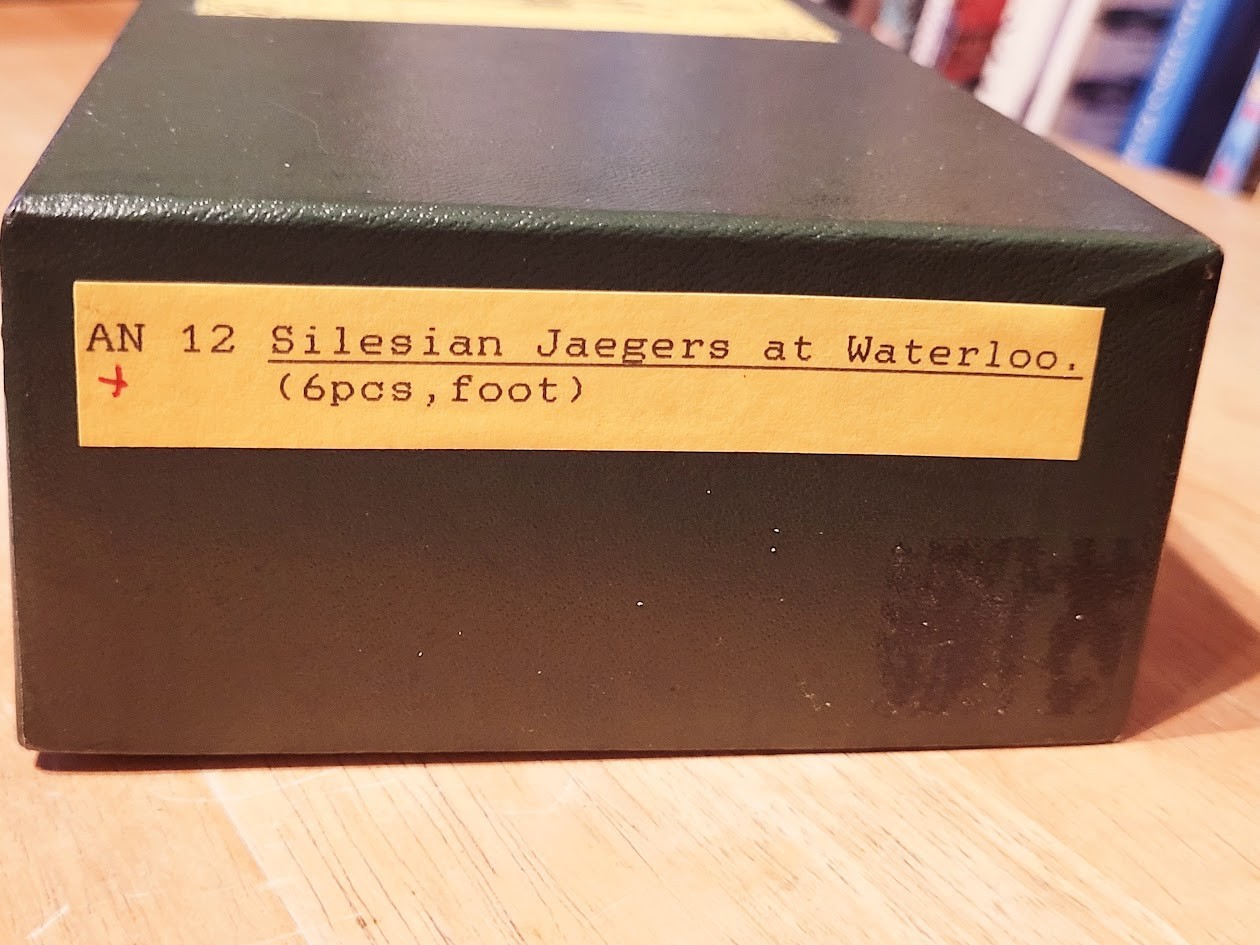 AN 12 Silesian Jaegers at Waterloo.
+ (6pcs,foot)